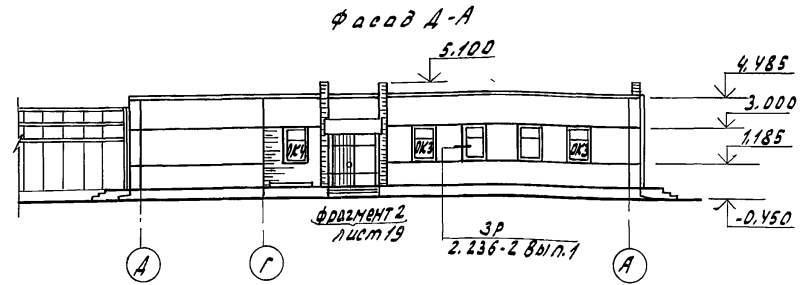 Фасад Д-А
5,100
4,485
3,000
1,185
-0,450
ОК4
ОК3
ОК3
фрагмент 2
лист 19
ЗР
2.236-2 Вып.1
Д
Г
А